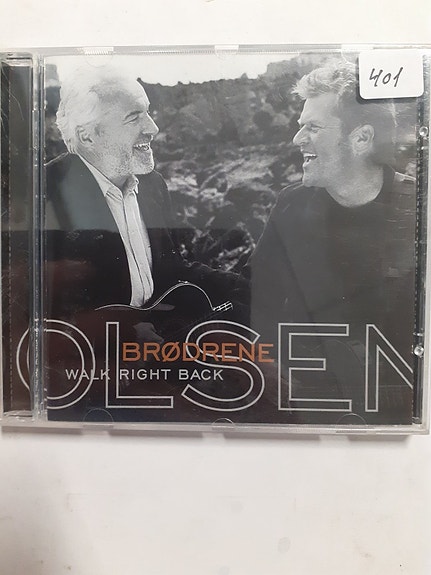 401
BRØDRENE
OLSEN
WALK RIGHT BACK